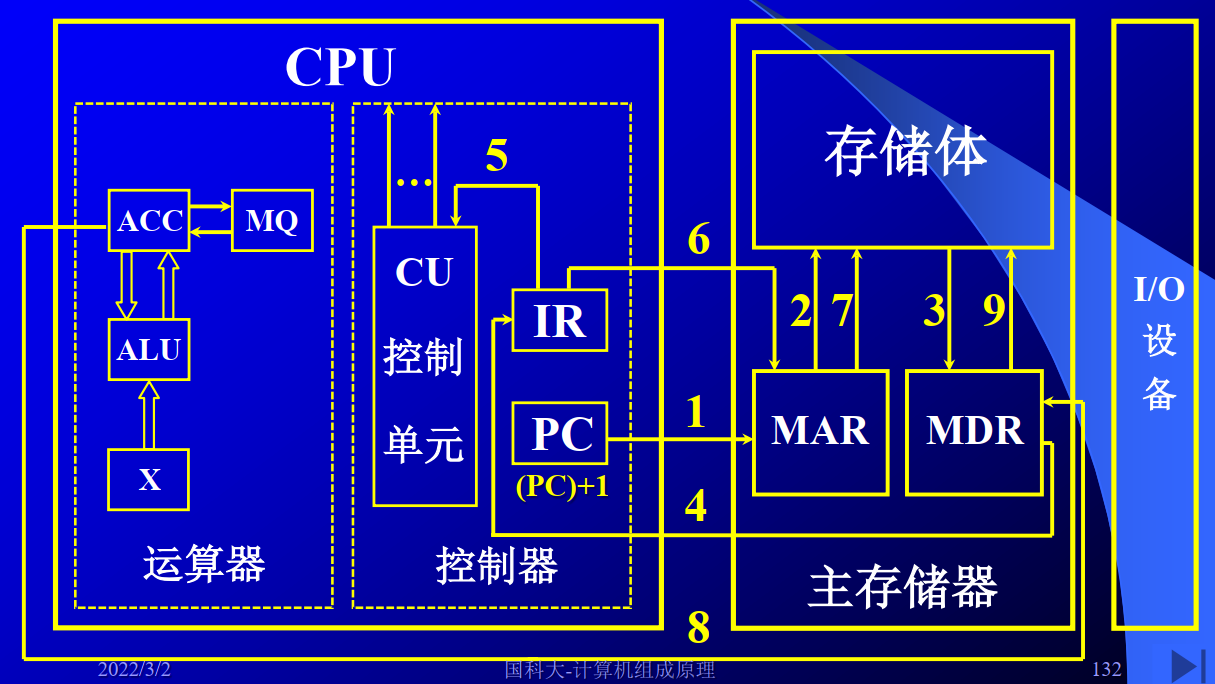 CPU
5
…
存储体
ACC
MQ
6
CU
IR
2
7
3
9
I/O
设
备
控制
ALU
1
PC
MAR
MDR
单元
X
(PC)+1
4
运算器
控制器
主存储器
8
2022/3/2
国科大-计算机组成原理
132